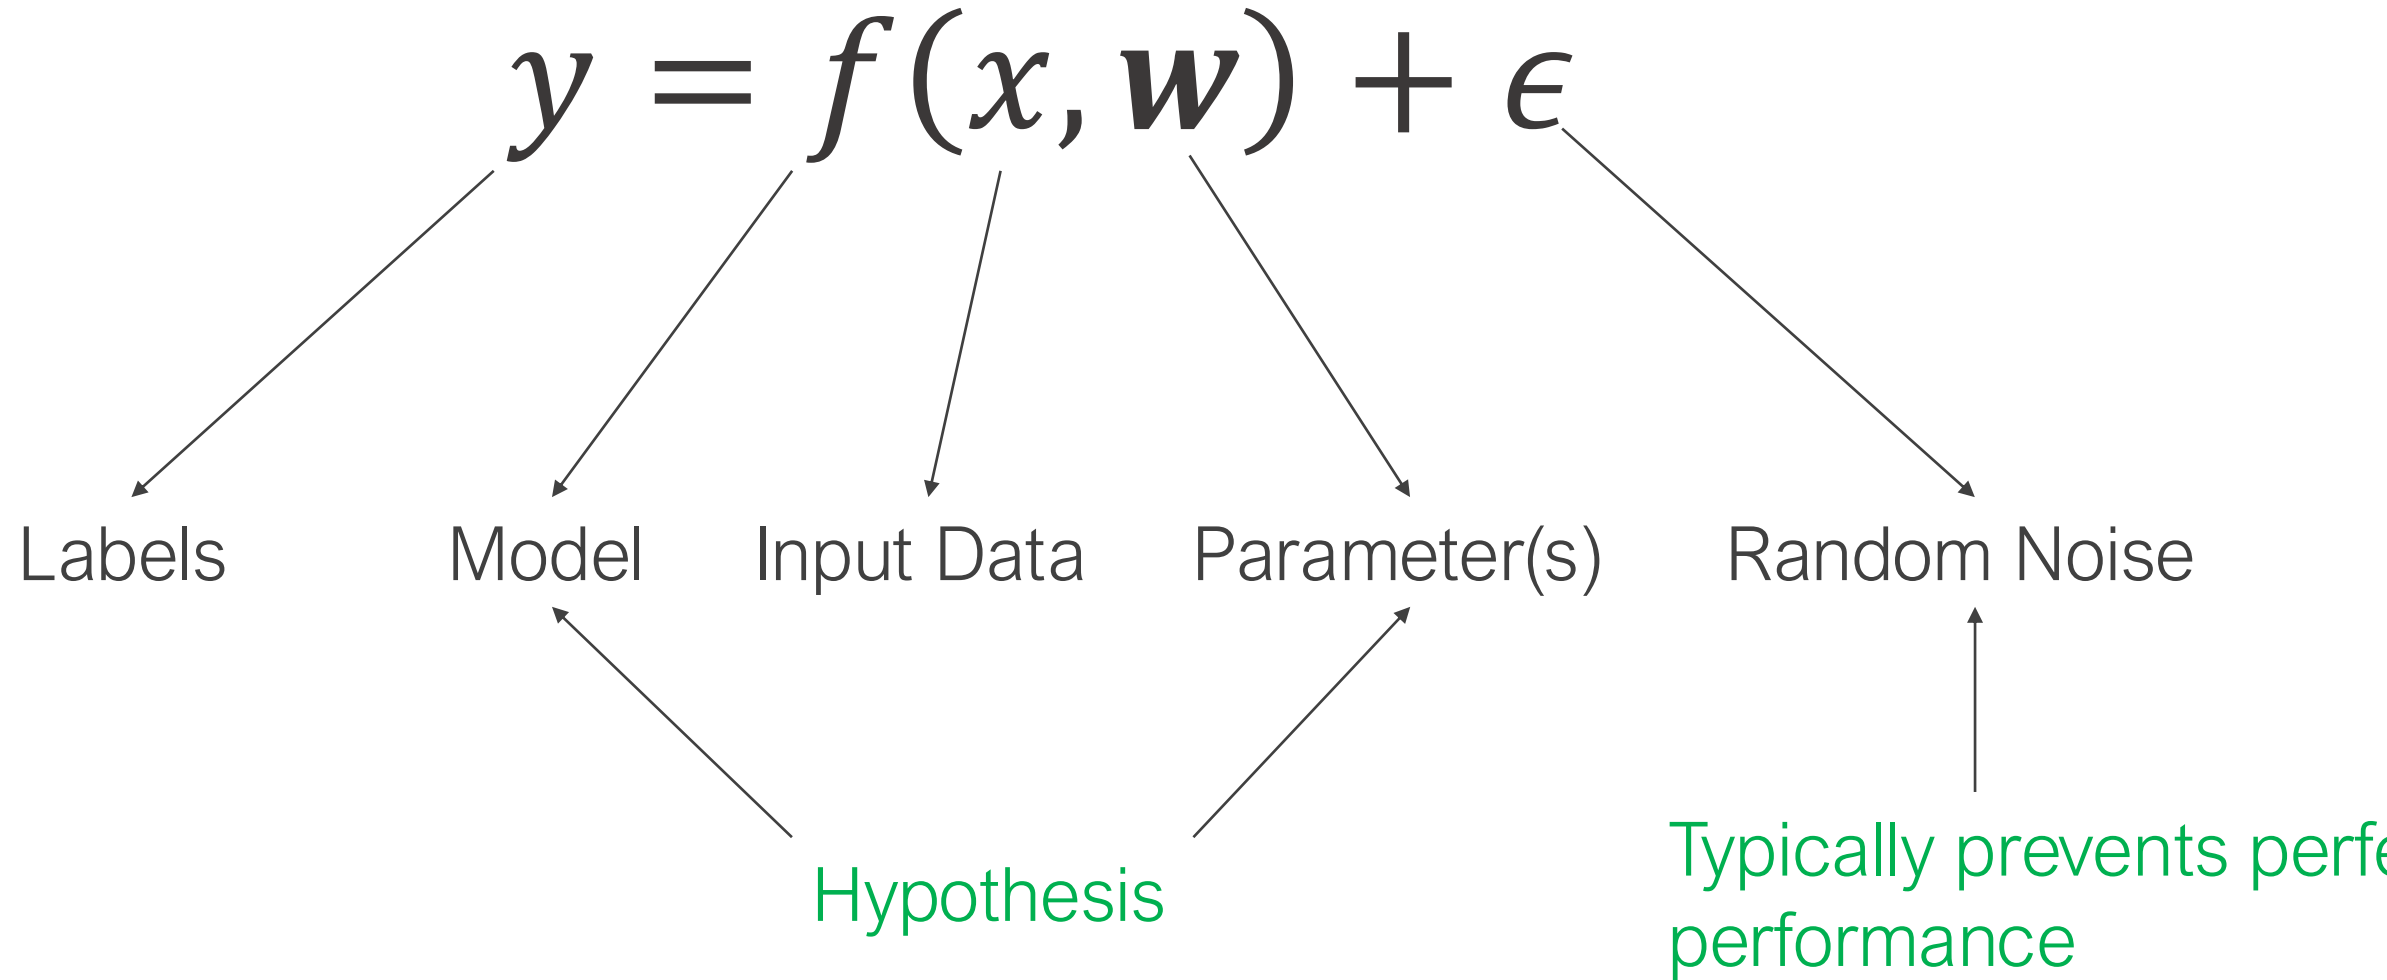 y = f(x, w) + ϵ
Labels
Model
Input Data
Parameter(s)
Random Noise
Hypothesis
Typically prevents
performance